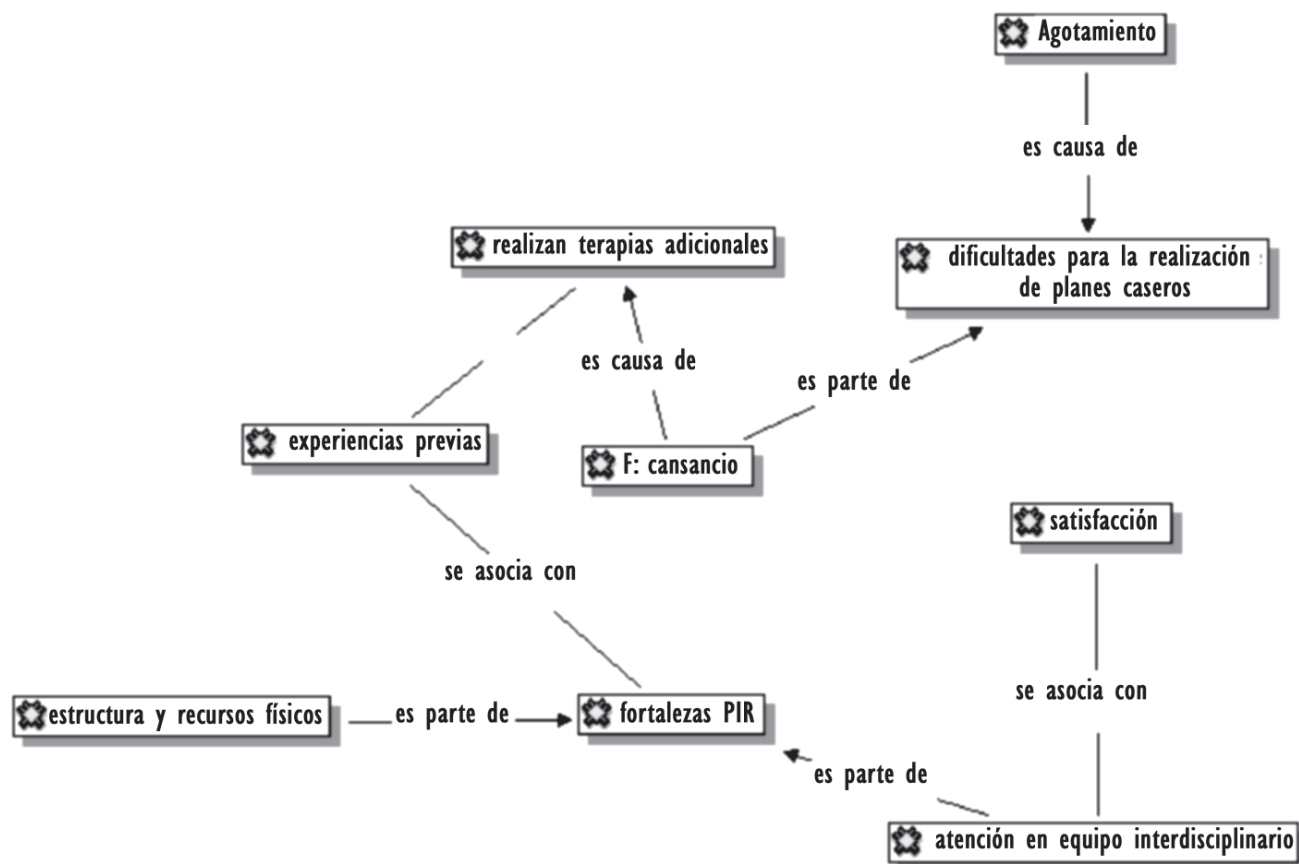 Agotamiento
es causa de
realizan terapias adicionales
dificultades para la realización
de planes caseros
es causa de
es parte de
experiencias previas
F: cansancio
satisfacción
se asocia con
se asocia con
estructura y recursos físicos
es parte de
fortalezas PIR
es parte de
atención en equipo interdisciplinario